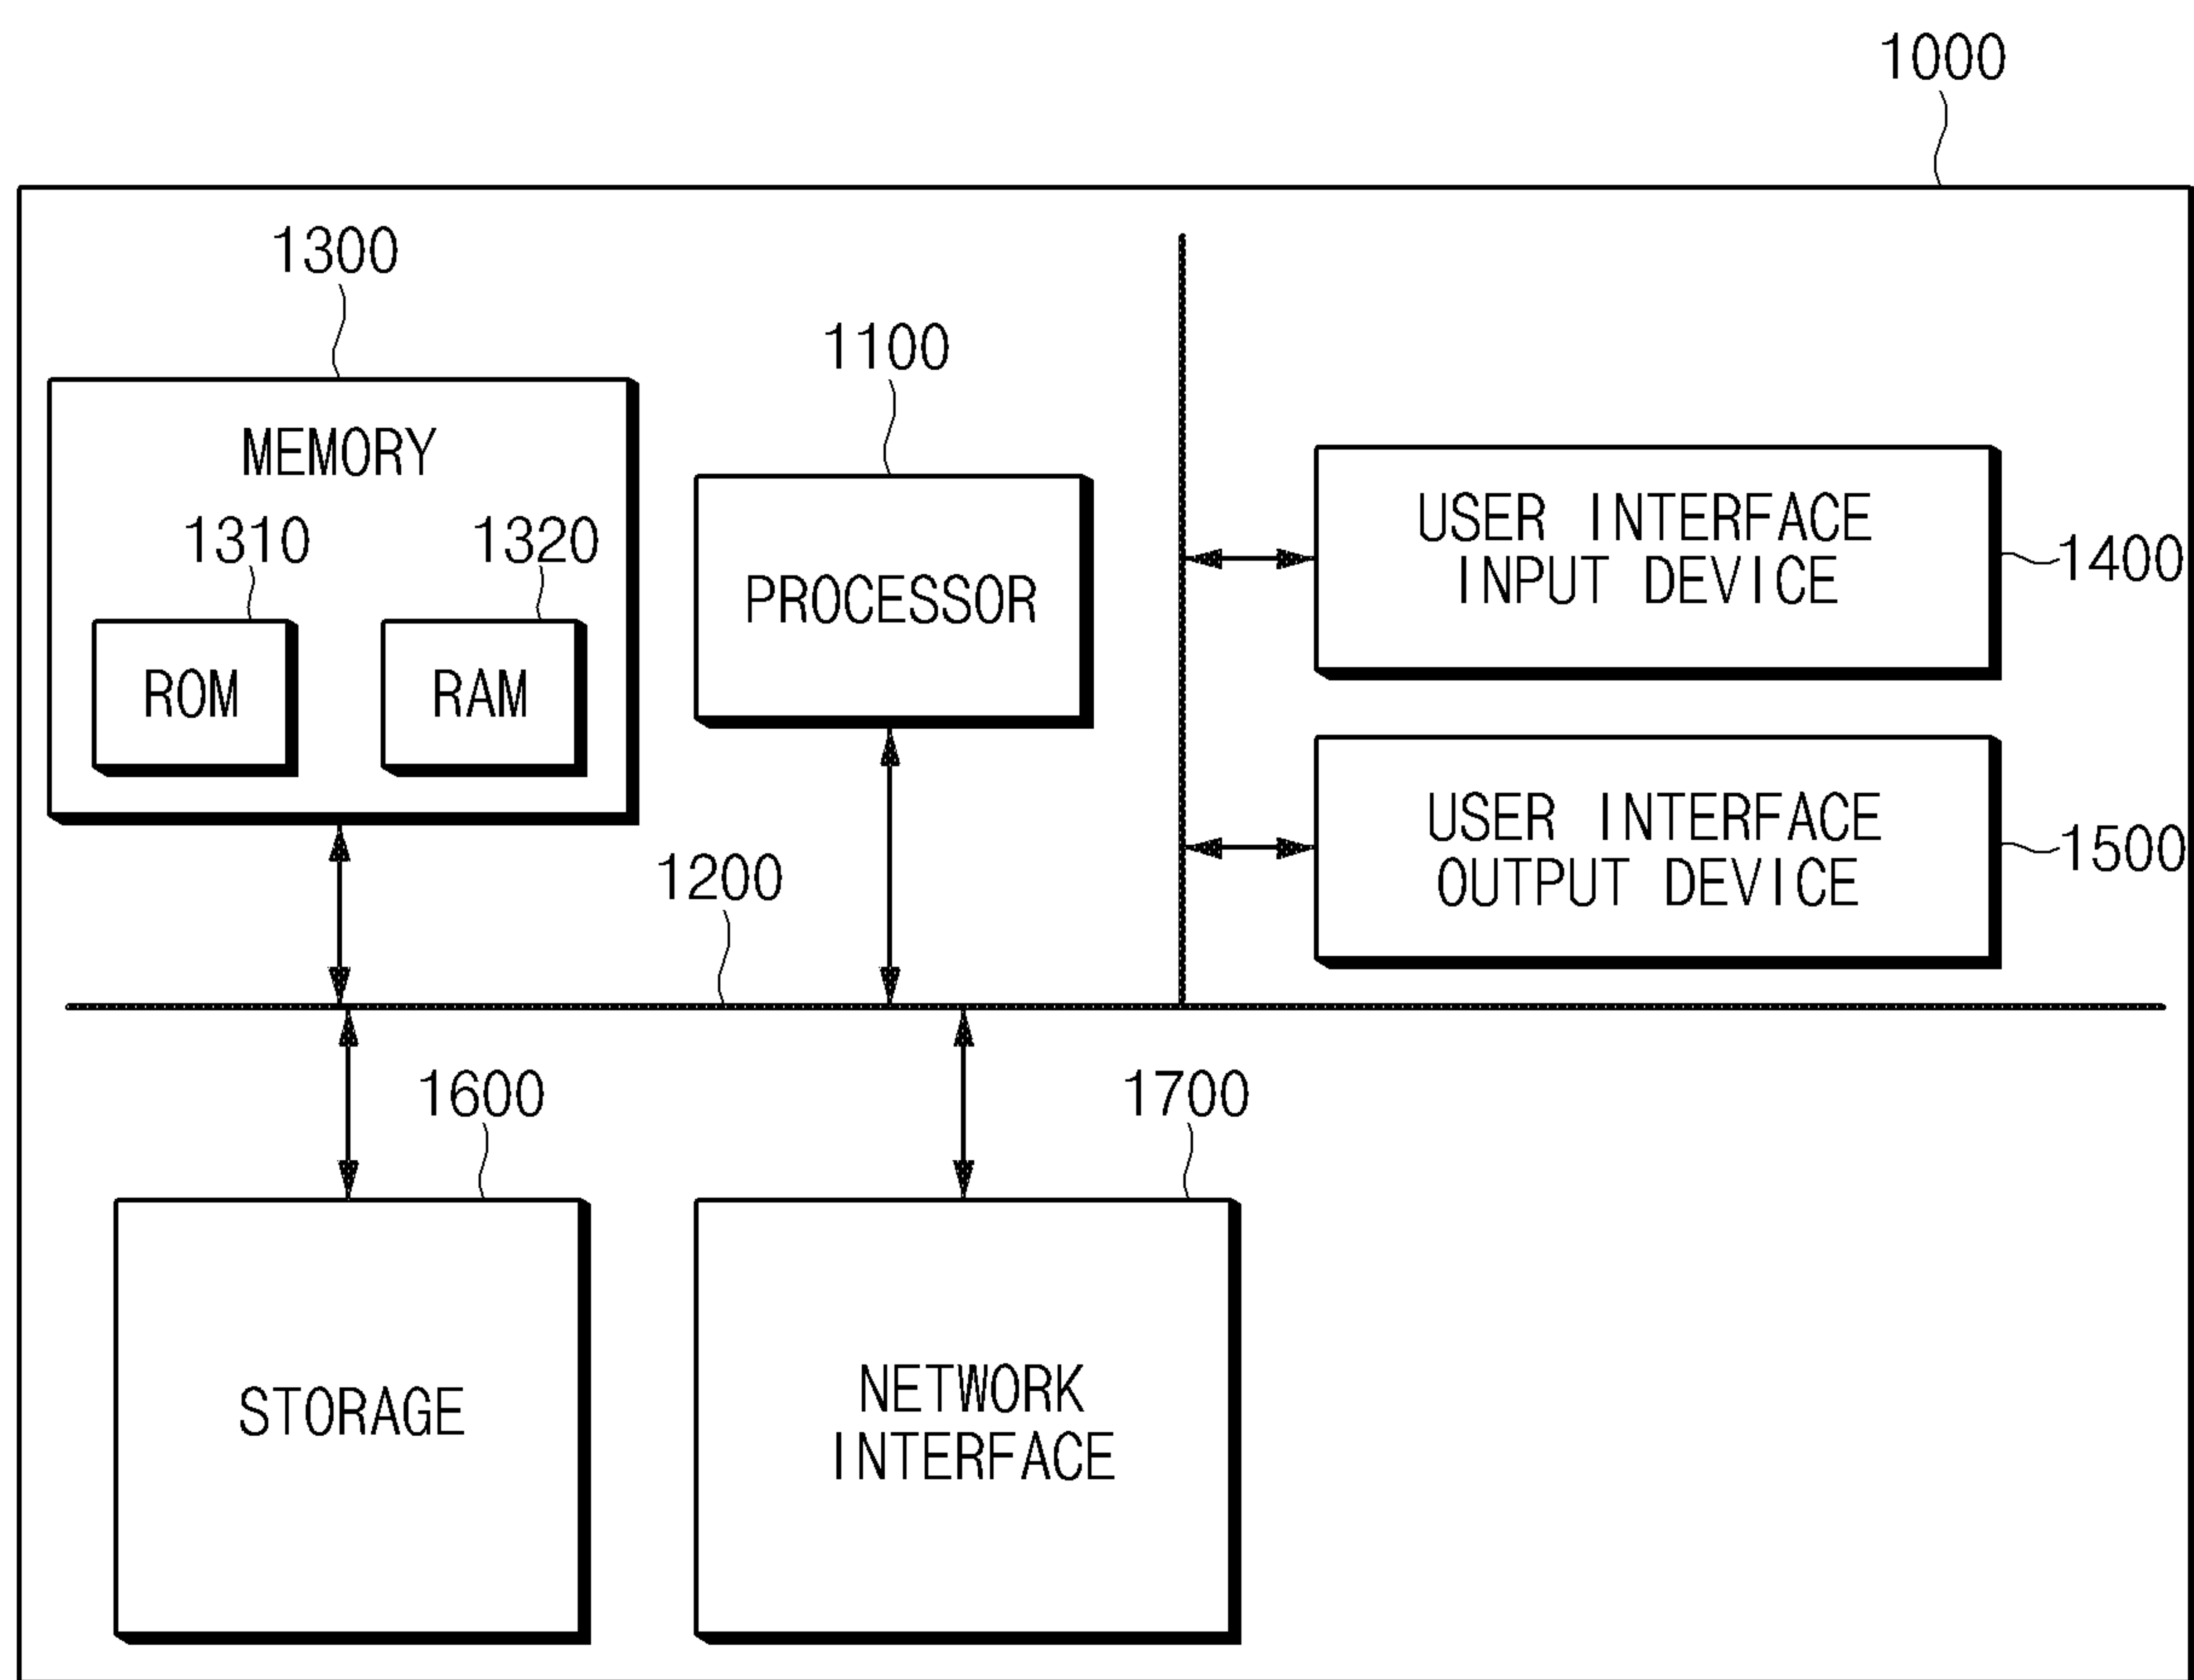 1000
1300
1100
MEMORY
1310
1320
ROM
RAM
PROCESSOR
USER INTERFACE
INPUT DEVICE
1400
USER INTERFACE
OUTPUT DEVICE
1500
1200
1600
1700
STORAGE
NETWORK
INTERFACE